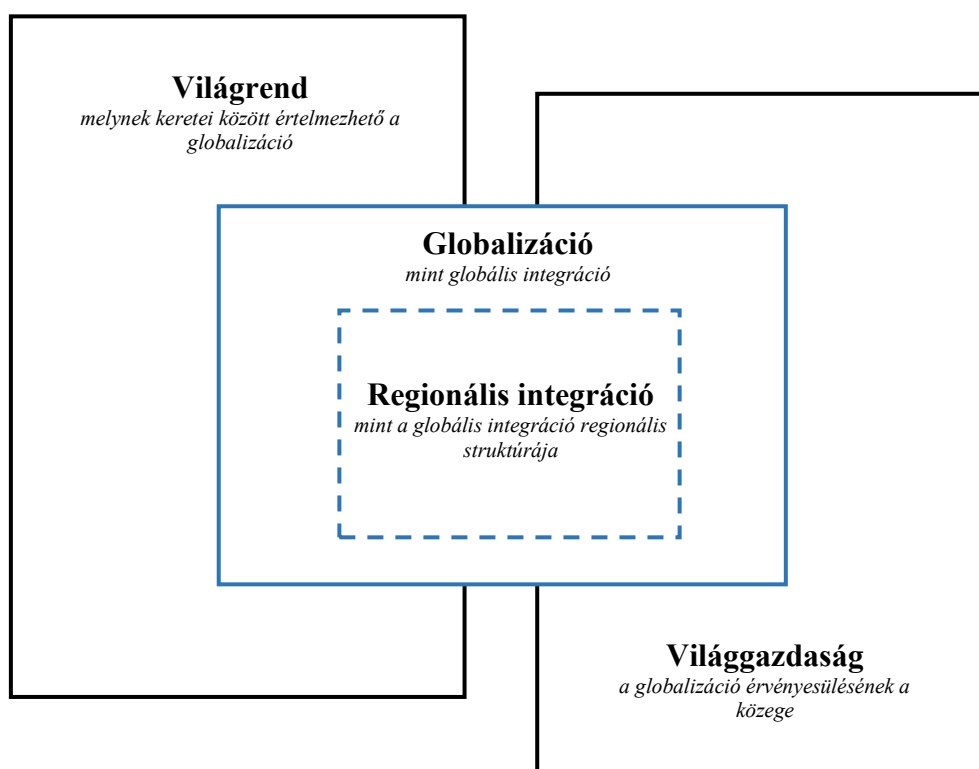 Világrend
melynek keretei között értelmezhető a
globalizáció
Globalizáció
mint globális integráció
Regionális integráció
mint a globális integráció regionális
struktúrája
Világgazdaság
a globalizáció érvényesülésének a
közege